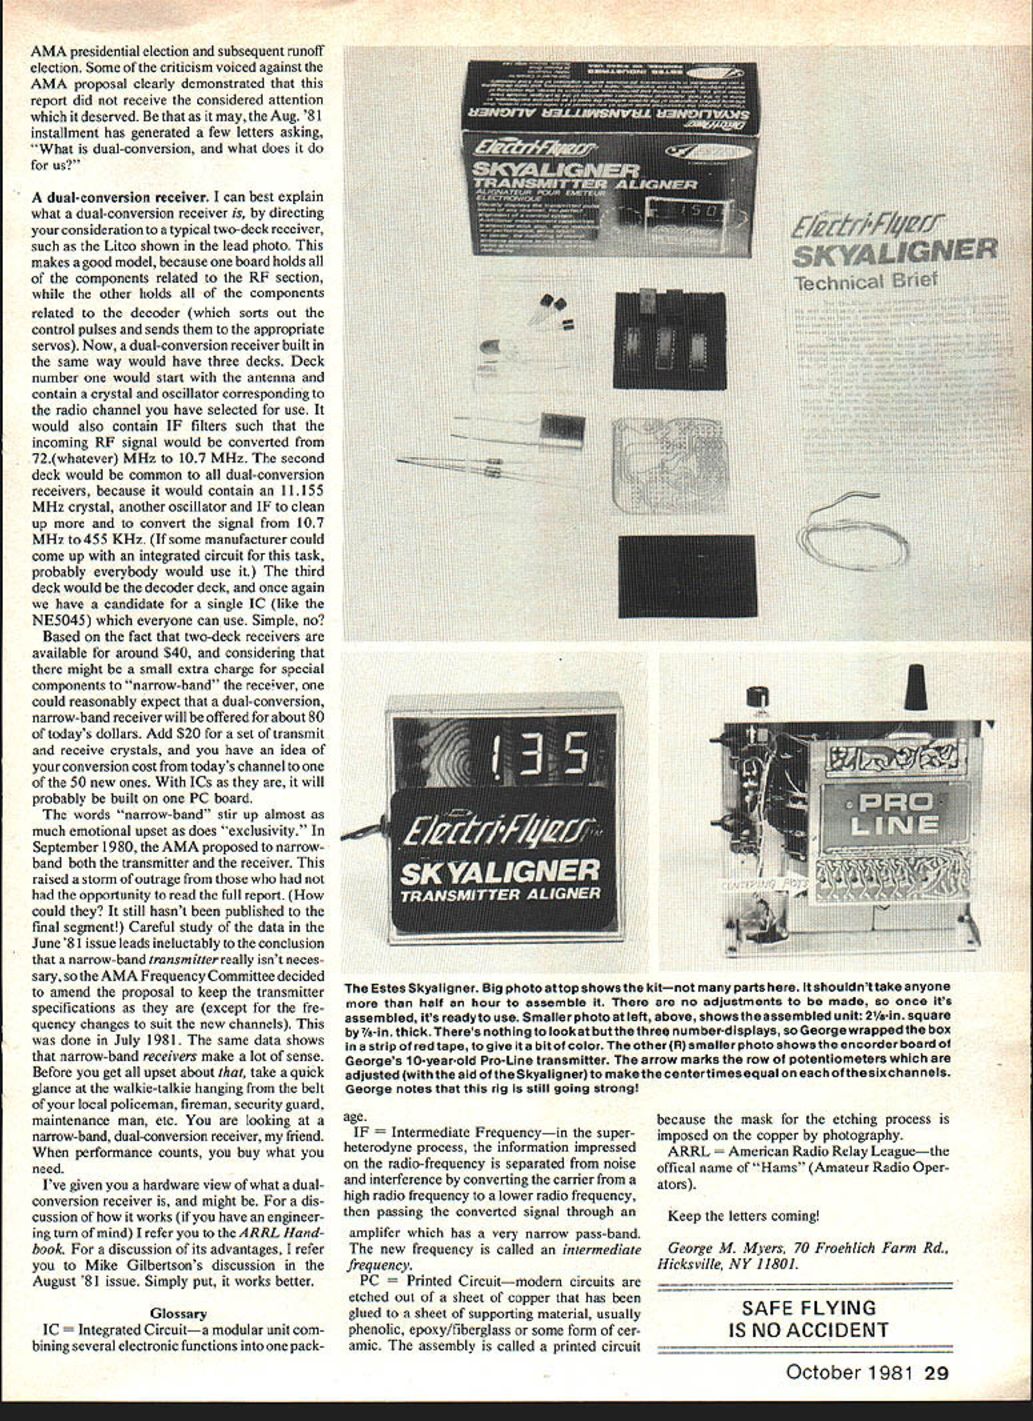 AMA presidential election and subsequent runoff
election. Some of the criticism voiced against the
AMA proposal clearly demonstrated that this
report did not receive the considered attention
which it deserved. Be that as it may, the Aug. '81
installment has generated a few letters asking,
"What is dual-conversion, and what does it do
for us?"
A dual-conversion receiver. I can best explain
what a dual-conversion receiver is, by directing
your consideration to a typical two-deck receiver,
such as the Litco shown in the lead photo. This
makes a good model, because one board holds all
of the components related to the RF section,
while the other holds all of the components
related to the decoder (which sorts out the
control pulses and sends them to the appropriate
servos). Now, a dual-conversion receiver built in
the same way would have three decks. Deck
number one would start with the antenna and
contain a crystal and oscillator corresponding to
the radio channel you have selected for use. It
would also contain IF filters such that the
incoming RF signal would be converted from
72.(whatever) MHz to 10.7 MHz. The second
deck would be common to all dual-conversion
receivers, because it would contain an 11.155
MHz crystal, another oscillator and IF to clean
up more and to convert the signal from 10.7
MHz to 455 KHz. (If some manufacturer could
come up with an integrated circuit for this task,
probably everybody would use it.) The third
deck would be the decoder deck, and once again
we have a candidate for a single IC (like the
NE5045) which everyone can use. Simple, no?
Based on the fact that two-deck receivers are
available for around $40, and considering that
there might be a small extra charge for special
components to "narrow-band" the receiver, one
could reasonably expect that a dual-conversion,
narrow-band receiver will be offered for about 80
of today's dollars. Add $20 for a set of transmit
and receive crystals, and you have an idea of
your conversion cost from today's channel to one
of the 50 new ones. With ICs as they are, it will
probably be built on one PC board.
The words "narrow-band" stir up almost as
much emotional upset as does "exclusivity." In
September 1980, the AMA proposed to narrow-
band both the transmitter and the receiver. This
raised a storm of outrage from those who had not
had the opportunity to read the full report. (How
could they? It still hasn't been published to the
final segment!) Careful study of the data in the
June '81 issue leads ineluctably to the conclusion
that a narrow-band transmitter really isn't neces-
sary, so the AMA Frequency Committee decided
to amend the proposal to keep the transmitter
specifications as they are (except for the fre-
quency changes to suit the new channels). This
was done in July 1981. The same data shows
that narrow-band receivers make a lot of sense.
Before you get all upset about that, take a quick
glance at the walkie-talkie hanging from the belt
of your local policeman, fireman, security guard,
maintenance man, etc. You are looking at a
narrow-band, dual-conversion receiver, my friend.
When performance counts, you buy what you
need.
I've given you a hardware view of what a dual-
conversion receiver is, and might be. For a dis-
cussion of how it works (if you have an engineer-
ing turn of mind) I refer you to the ARRL Hand-
book. For a discussion of its advantages, I refer
you to Mike Gilbertson's discussion in the
August '81 issue. Simply put, it works better.
Glossary
IC = Integrated Circuit—a modular unit com-
bining several electronic functions into one pack-
SKYALIGNER TRANSMITTER ALIGNER
Electri-Flyers
SKYALIGNER
TRANSMITTER ALIGNER
ALIGNATEUR POUR EMETEUR
ELECTRONIQUE
150
Electri-Flyers
SKYALIGNER
Technical Brief
1.35
Electri-Flyers
SKYALIGNER
TRANSMITTER ALIGNER
PRO
LINE
CENTERING POTS
The Estes Skyaligner. Big photo at top shows the kit—not many parts here. It shouldn't take anyone
more than half an hour to assemble it. There are no adjustments to be made, so once it's
assembled, it's ready to use. Smaller photo at left, above, shows the assembled unit: 2⅛-in. square
by ⅞-in. thick. There's nothing to look at but the three number-displays, so George wrapped the box
in a strip of red tape, to give it a bit of color. The other (R) smaller photo shows the encorder board of
George's 10-year-old Pro-Line transmitter. The arrow marks the row of potentiometers which are
adjusted (with the aid of the Skyaligner) to make the center times equal on each of the six channels.
George notes that this rig is still going strong!
age.
IF = Intermediate Frequency—in the super-
heterodyne process, the information impressed
on the radio-frequency is separated from noise
and interference by converting the carrier from a
high radio frequency to a lower radio frequency,
then passing the converted signal through an
amplifer which has a very narrow pass-band.
The new frequency is called an intermediate
frequency.
PC = Printed Circuit—modern circuits are
etched out of a sheet of copper that has been
glued to a sheet of supporting material, usually
phenolic, epoxy/fiberglass or some form of cer-
amic. The assembly is called a printed circuit
because the mask for the etching process is
imposed on the copper by photography.
ARRL = American Radio Relay League—the
offical name of "Hams" (Amateur Radio Oper-
ators).
Keep the letters coming!
George M. Myers, 70 Froehlich Farm Rd.,
Hicksville, NY 11801.
SAFE FLYING
IS NO ACCIDENT
October 1981 29